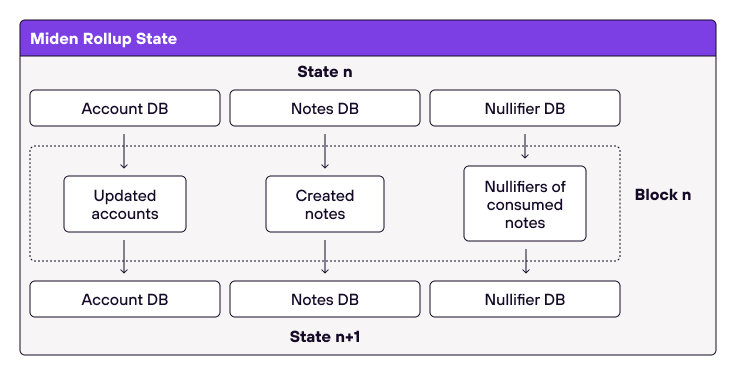 Miden Rollup State
State n
Account DB
Notes DB
Nullifier DB
Updated
accounts
Created
notes
Nullifiers of
consumed
notes
Block n
Account DB
Notes DB
Nullifier DB
State n+1